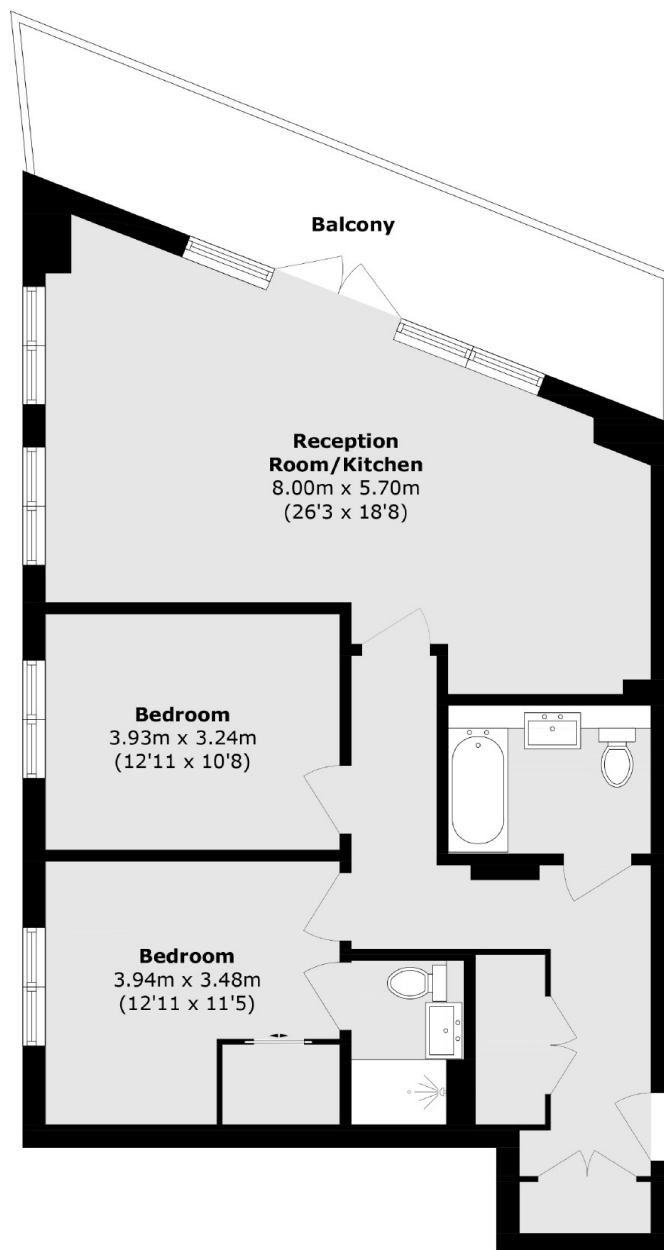 Balcony
Reception
Room/Kitchen
8.00m x 5.70m
(26'3 x 18'8)
Bedroom
3.93m x 3.24m
(12'11 x 10'8)
Bedroom
3.94m x 3.48m
(12'11 x 11'5)